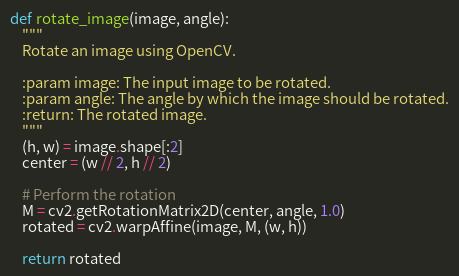 def rotate_image(image, angle):
    """
    Rotate an image using OpenCV.

    :param image: The input image to be rotated.
    :param angle: The angle by which the image should be rotated.
    :return: The rotated image.
    """
    (h, w) = image.shape[:2]
    center = (w // 2, h // 2)

    # Perform the rotation
    M = cv2.getRotationMatrix2D(center, angle, 1.0)
    rotated = cv2.warpAffine(image, M, (w, h))

    return rotated